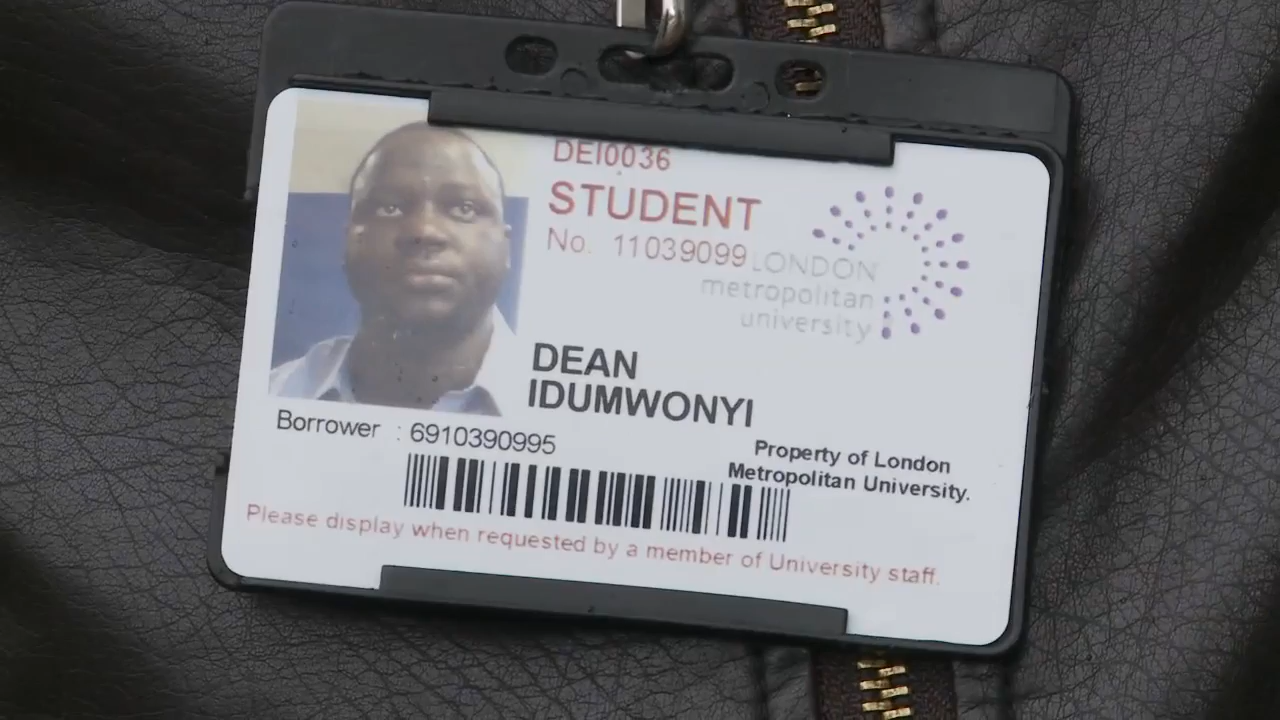 DEI0036
STUDENT
No. 11039099
LONDON
metropolitan
university
DEAN
IDUMWONYI
Borrower : 6910390995
Property of London
Metropolitan University.
Please display when requested by a member of University staff.